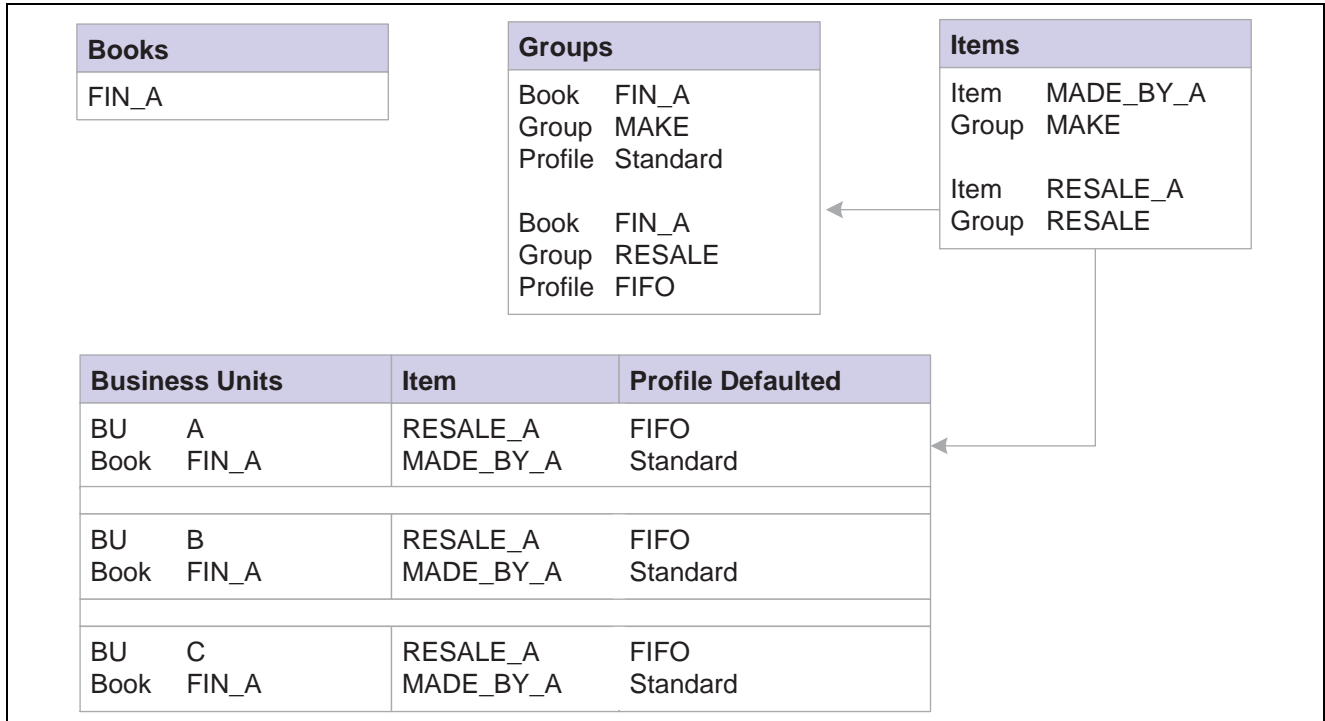 Books
FIN_A
Groups
Book FIN_A
Group MAKE
Profile Standard
Book FIN_A
Group RESALE
Profile FIFO
Items
Item MADE_BY_A
Group MAKE
Item RESALE_A
Group RESALE
Business Units Item Profile Defaulted
BU A RESALE_A FIFO
Book FIN_A MADE_BY_A Standard
BU B RESALE_A FIFO
Book FIN_A MADE_BY_A Standard
BU C RESALE_A FIFO
Book FIN_A MADE_BY_A Standard